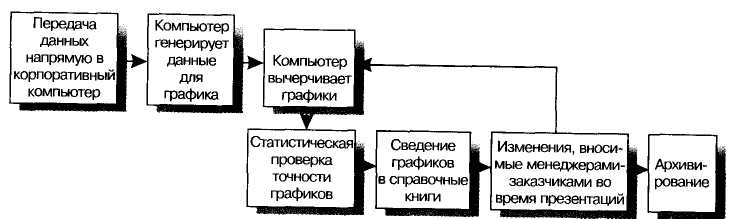 Передача
данных
напрямую в
корпоративный
компьютер
Компьютер
генерирует
данные
для
графика
Компьютер
вычерчивает
графики
Статистическая
проверка
точности
графиков
Сведение
графиков
в справочные
книги
Изменения, вноси-
мые менеджерами-
заказчиками во
время презентаций
Архиви-
рование